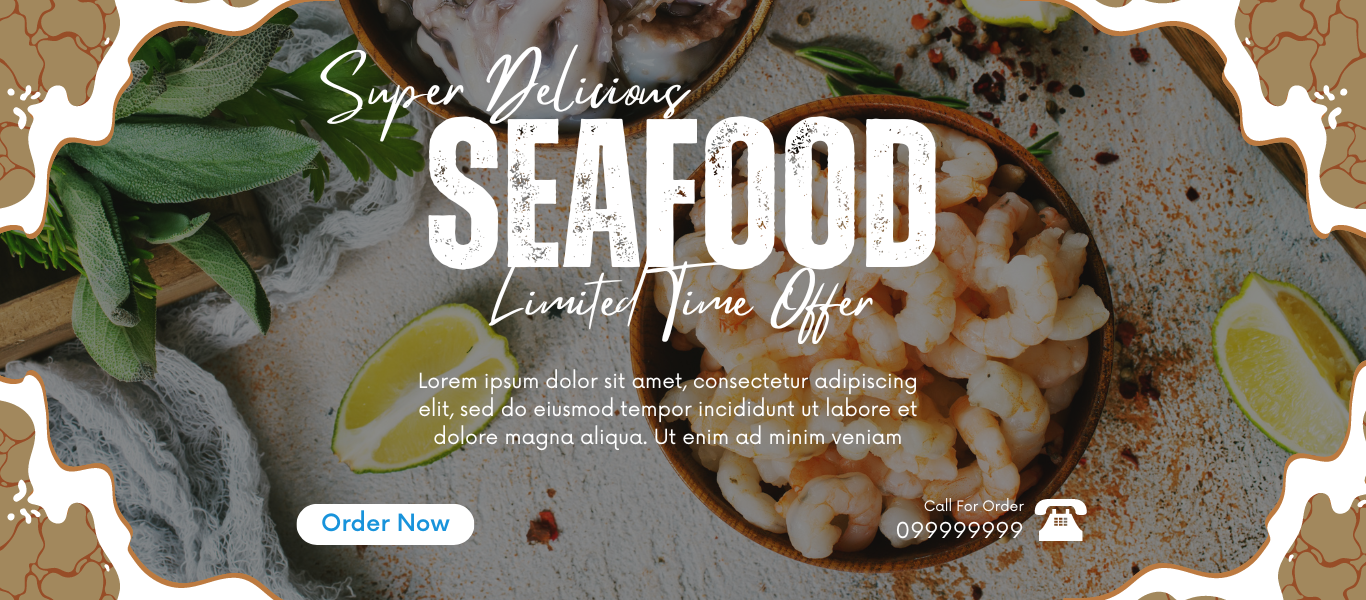 Super Delicious
SEAFOOD
Limited Time Offer
Lorem ipsum dolor sit amet, consectetur adipiscing
elit, sed do eiusmod tempor incididunt ut labore et
dolore magna aliqua. Ut enim ad minim veniam
Order Now
Call For Order
099999999